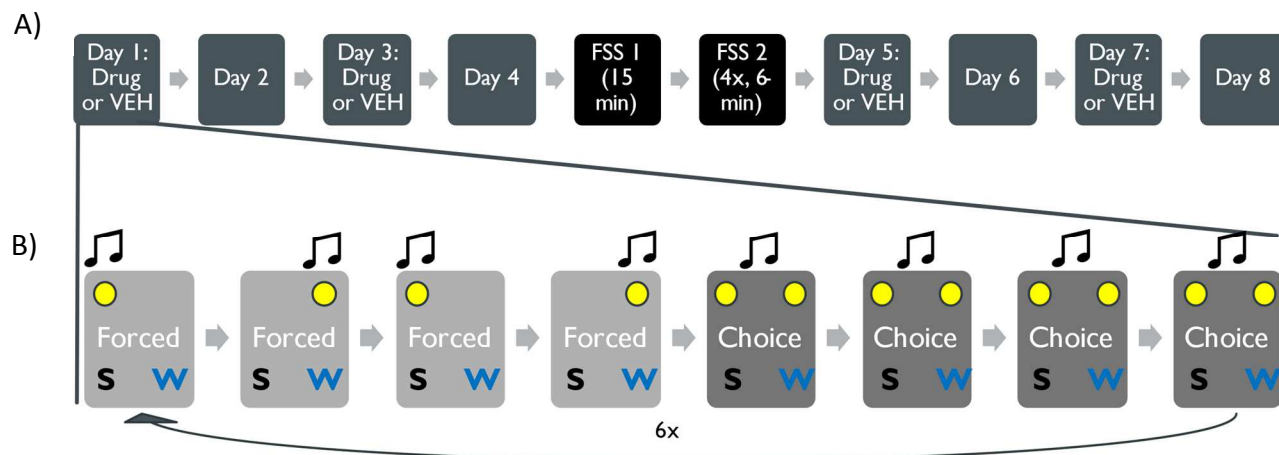 A)
Day 1:
Drug
or VEH
Day 2
Day 3:
Drug
or VEH
Day 4
FSS 1
(15
min)
FSS 2
(4x, 6-
min)
Day 5:
Drug
or VEH
Day 6
Day 7:
Drug
or VEH
Day 8
B)
Forced
S W
Forced
S W
Forced
S W
Forced
S W
Choice
S W
Choice
S W
Choice
S W
Choice
S W
6x